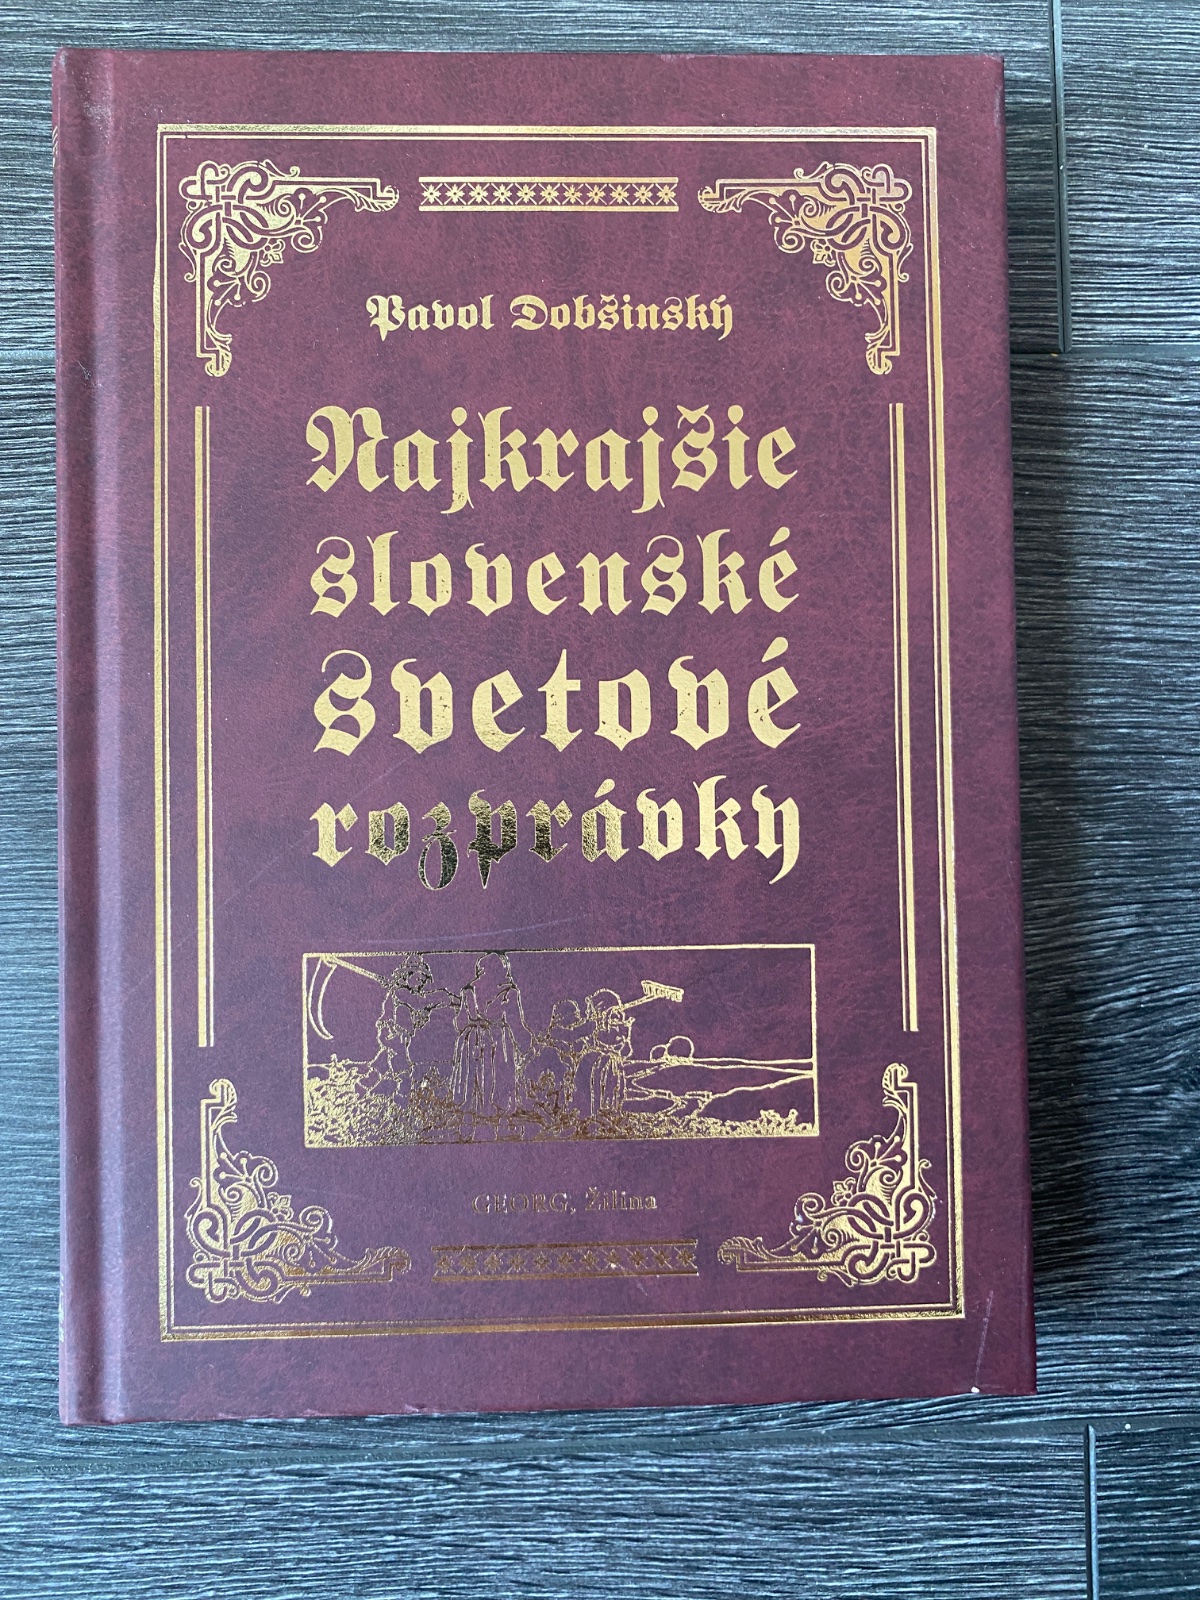 Pavol Dobšinský
Najkrajšie
slovenské
svetové
rozprávky
GEORG, Žilina